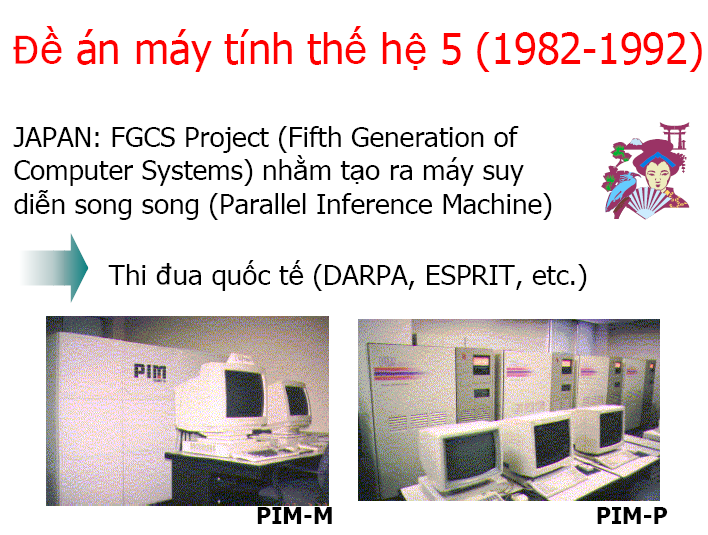 Đề án máy tính thế hệ 5 (1982-1992)
JAPAN: FGCS Project (Fifth Generation of
Computer Systems) nhằm tạo ra máy suy
diễn song song (Parallel Inference Machine)
Thi đua quốc tế (DARPA, ESPRIT, etc.)
PIM
PIM-M
PIM-P